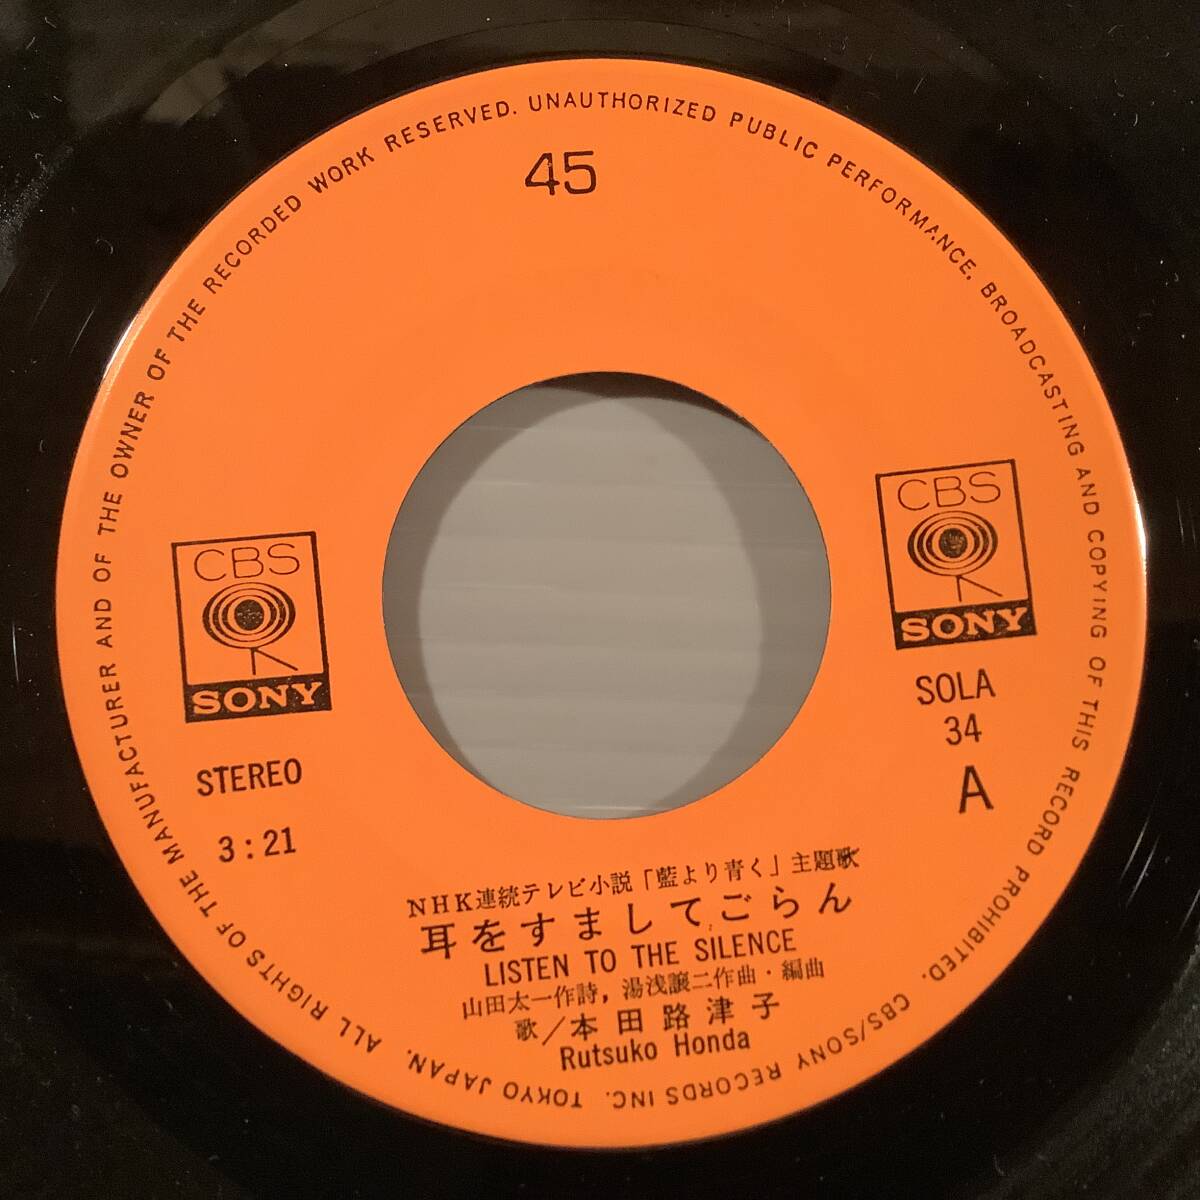 ALL RIGHTS OF THE MANUFACTURER AND OF THE OWNER OF THE RECORDED WORK RESERVED. UNAUTHORIZED PUBLIC PERFORMANCE, BROADCASTING AND COPYING OF THIS RECORD PROHIBITED. CBS/SONY RECORDS INC. TOKYO JAPAN.
45
CBS
SONY
STEREO
3:21
CBS
SONY
SOLA
34
A
NHK連続テレビ小説「藍より青く」主題歌
耳をすましてごらん
LISTEN TO THE SILENCE
山田太一作詩, 湯浅譲二作曲・編曲
歌/本田路津子
Rutsuko Honda